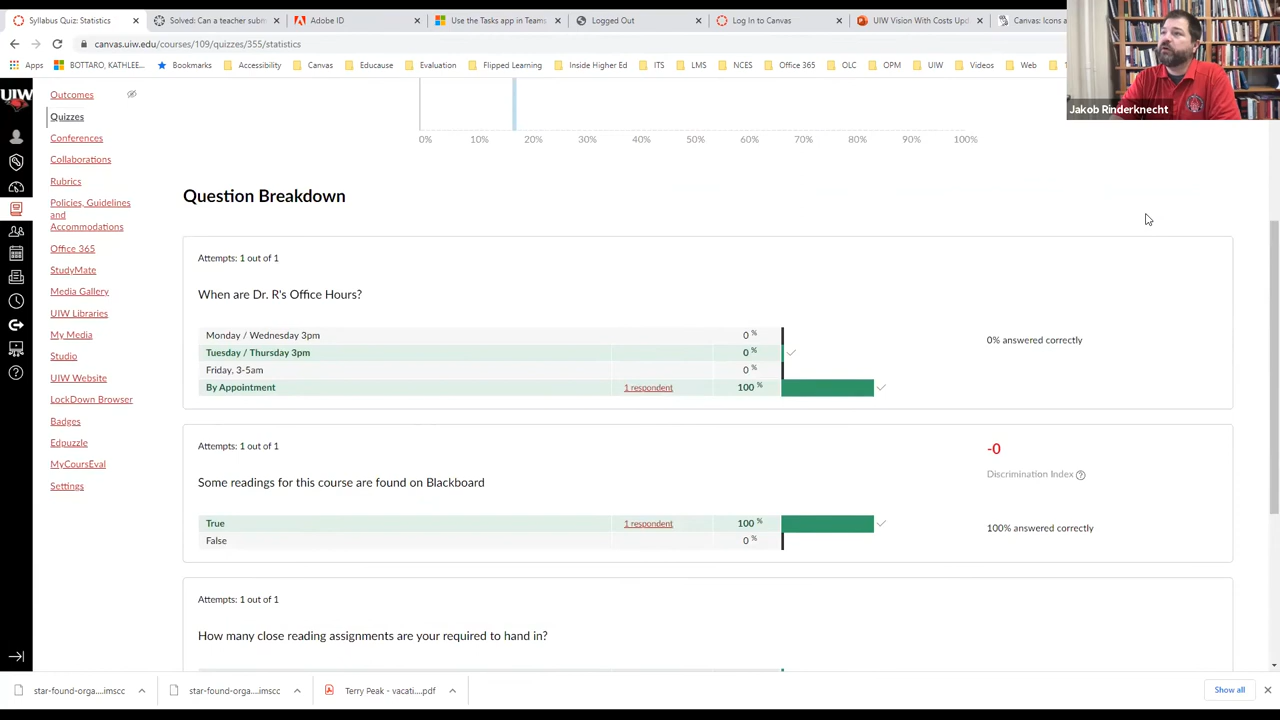 Syllabus Quiz: Statistics
Solved: Can a teacher subm
Adobe ID
Use the Tasks app in Teams
Logged Out
Log In to Canvas
UIW Vision With Costs Upd
Canvas: Icons a
canvas.uiw.edu/courses/109/quizzes/355/statistics
Apps
BOTTARO, KATHLEE...
Bookmarks
Accessibility
Canvas
Educause
Evaluation
Flipped Learning
Inside Higher Ed
ITS
LMS
NCES
Office 365
OLC
OPM
UIW
Videos
Web
Jakob Rinderknecht
UIW
Outcomes
Quizzes
Conferences
Collaborations
Rubrics
Policies, Guidelines
and
Accommodations
Office 365
StudyMate
Media Gallery
UIW Libraries
My Media
Studio
UIW Website
LockDown Browser
Badges
Edpuzzle
MyCoursEval
Settings
0% 10% 20% 30% 40% 50% 60% 70% 80% 90% 100%
Question Breakdown
Attempts: 1 out of 1
When are Dr. R's Office Hours?
Monday / Wednesday 3pm 0 %
Tuesday / Thursday 3pm 0 %
Friday, 3-5am 0 %
By Appointment 1 respondent 100 %
0% answered correctly
Attempts: 1 out of 1
Some readings for this course are found on Blackboard
True 1 respondent 100 %
False 0 %
-0
Discrimination Index
100% answered correctly
Attempts: 1 out of 1
How many close reading assignments are your required to hand in?
star-found-orga....imscc
star-found-orga....imscc
Terry Peak - vacati....pdf
Show all